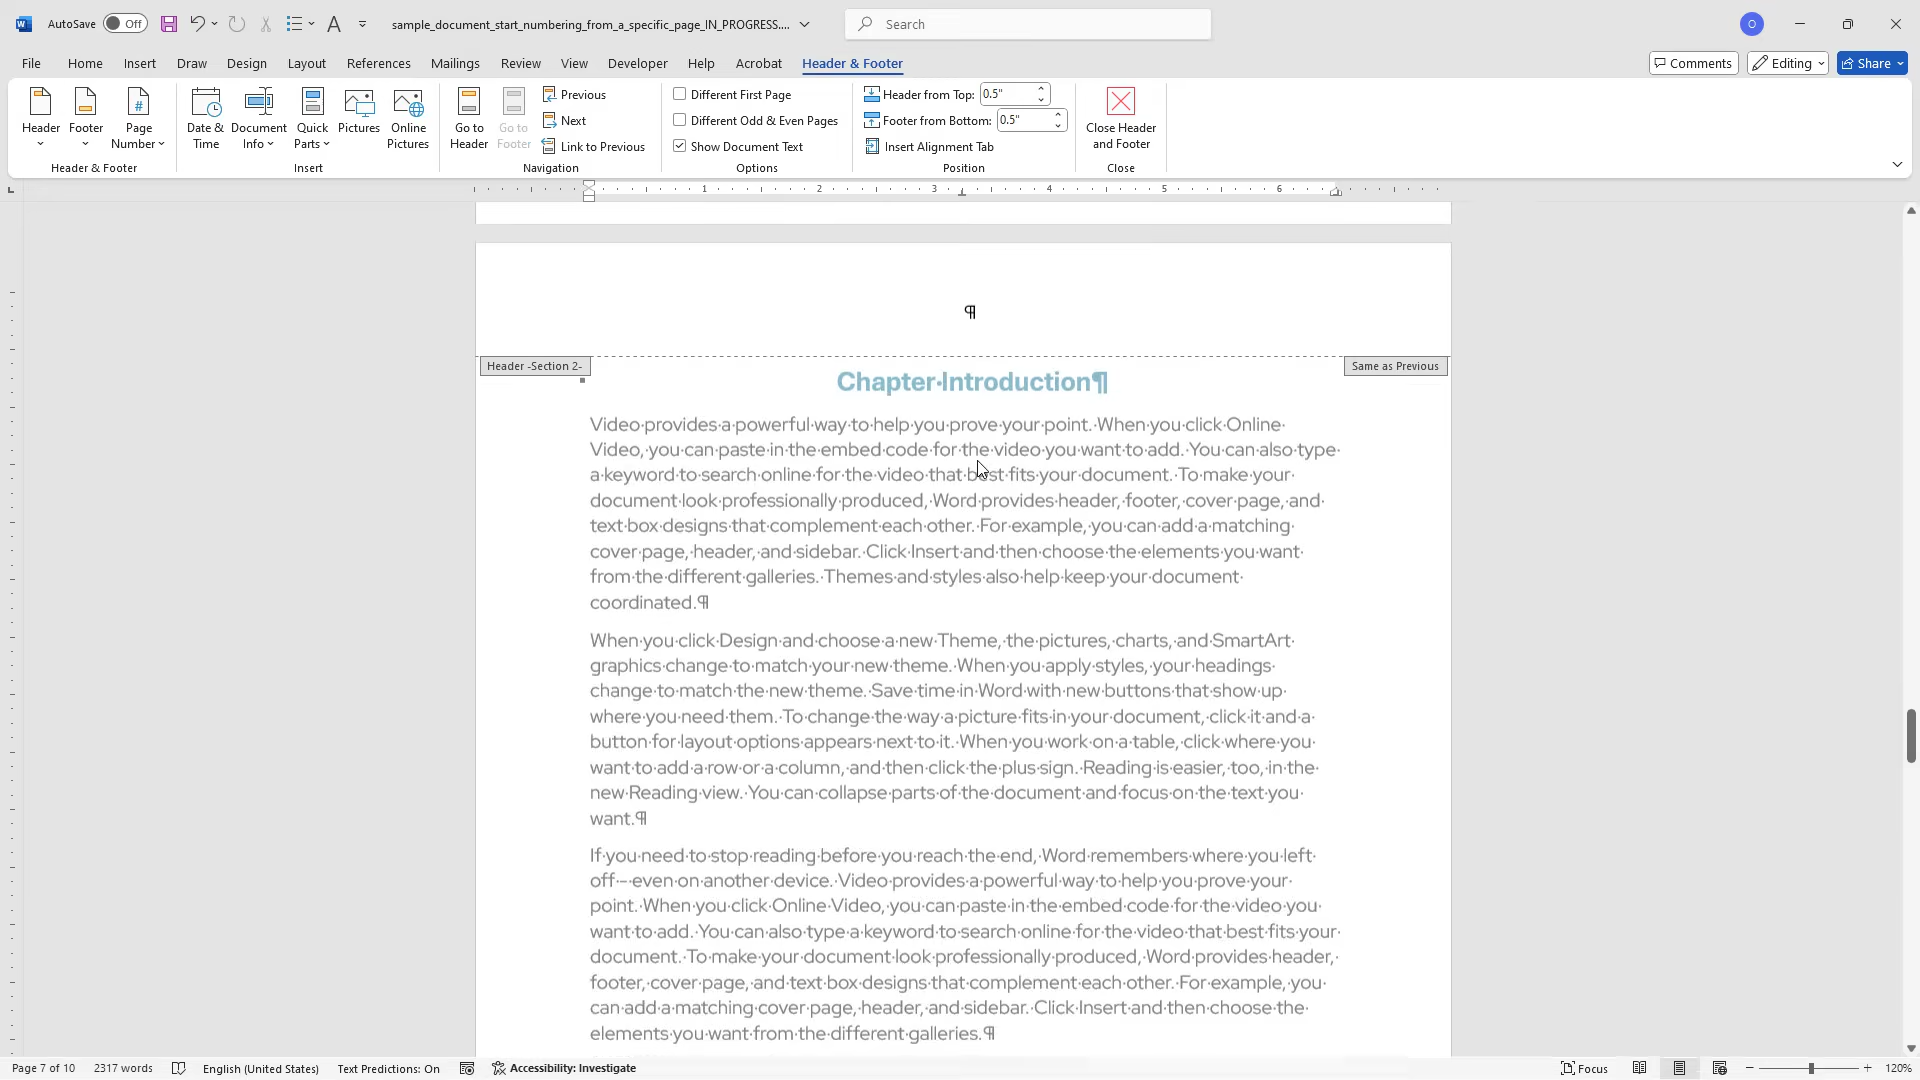 AutoSave Off sample_document_start_numbering_from_a_specific_page_IN_PROGRESS.... Search O
File Home Insert Draw Design Layout References Mailings Review View Developer Help Acrobat Header & Footer Comments Editing Share
Header
Footer
Page
Number
Header & Footer
Date &
Time
Document
Info
Quick
Parts
Pictures
Online
Pictures
Insert
Go to
Header
Go to
Footer
Previous
Next
Link to Previous
Navigation
Different First Page
Different Odd & Even Pages
Show Document Text
Options
Header from Top: 0.5"
Footer from Bottom: 0.5"
Insert Alignment Tab
Position
Close Header
and Footer
Close
1 2 3 4 5 6
¶
Header -Section 2- Same as Previous
Chapter·Introduction¶
Video·provides·a·powerful·way·to·help·you·prove·your·point.·When·you·click·Online·
Video,·you·can·paste·in·the·embed·code·for·the·video·you·want·to·add.·You·can·also·type·
a·keyword·to·search·online·for·the·video·that·best·fits·your·document.·To·make·your·
document·look·professionally·produced,·Word·provides·header,·footer,·cover·page,·and·
text·box·designs·that·complement·each·other.·For·example,·you·can·add·a·matching·
cover·page,·header,·and·sidebar.·Click·Insert·and·then·choose·the·elements·you·want·
from·the·different·galleries.·Themes·and·styles·also·help·keep·your·document·
coordinated.¶
When·you·click·Design·and·choose·a·new·Theme,·the·pictures,·charts,·and·SmartArt·
graphics·change·to·match·your·new·theme.·When·you·apply·styles,·your·headings·
change·to·match·the·new·theme.·Save·time·in·Word·with·new·buttons·that·show·up·
where·you·need·them.·To·change·the·way·a·picture·fits·in·your·document,·click·it·and·a·
button·for·layout·options·appears·next·to·it.·When·you·work·on·a·table,·click·where·you·
want·to·add·a·row·or·a·column,·and·then·click·the·plus·sign.·Reading·is·easier,·too,·in·the·
new·Reading·view.·You·can·collapse·parts·of·the·document·and·focus·on·the·text·you·
want.¶
If·you·need·to·stop·reading·before·you·reach·the·end,·Word·remembers·where·you·left·
off·–·even·on·another·device.·Video·provides·a·powerful·way·to·help·you·prove·your·
point.·When·you·click·Online·Video,·you·can·paste·in·the·embed·code·for·the·video·you·
want·to·add.·You·can·also·type·a·keyword·to·search·online·for·the·video·that·best·fits·your·
document.·To·make·your·document·look·professionally·produced,·Word·provides·header,·
footer,·cover·page,·and·text·box·designs·that·complement·each·other.·For·example,·you·
can·add·a·matching·cover·page,·header,·and·sidebar.·Click·Insert·and·then·choose·the·
elements·you·want·from·the·different·galleries.¶
Page 7 of 10 2317 words English (United States) Text Predictions: On Accessibility: Investigate Focus 120%